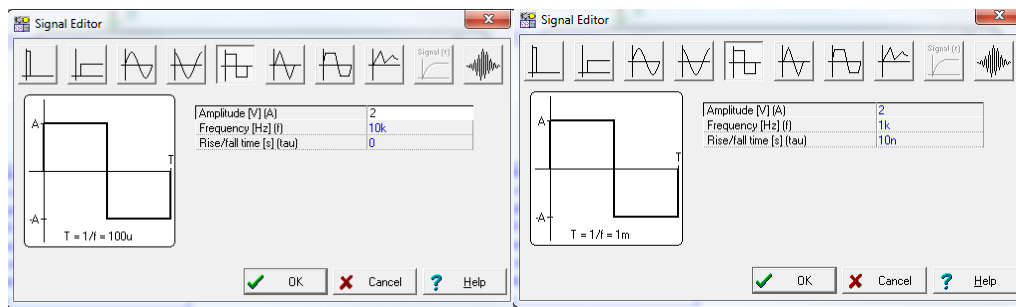 Signal Editor
Signal (t)
A
T
-A
T = 1/f = 100u
Amplitude [V] (A) 2
Frequency [Hz] (f) 10k
Rise/fall time [s] (tau) 0
OK Cancel ? Help
Signal Editor
Signal (t)
A
T
-A
T = 1/f = 1m
Amplitude [V] (A) 2
Frequency [Hz] (f) 1k
Rise/fall time [s] (tau) 10n
OK Cancel ? Help